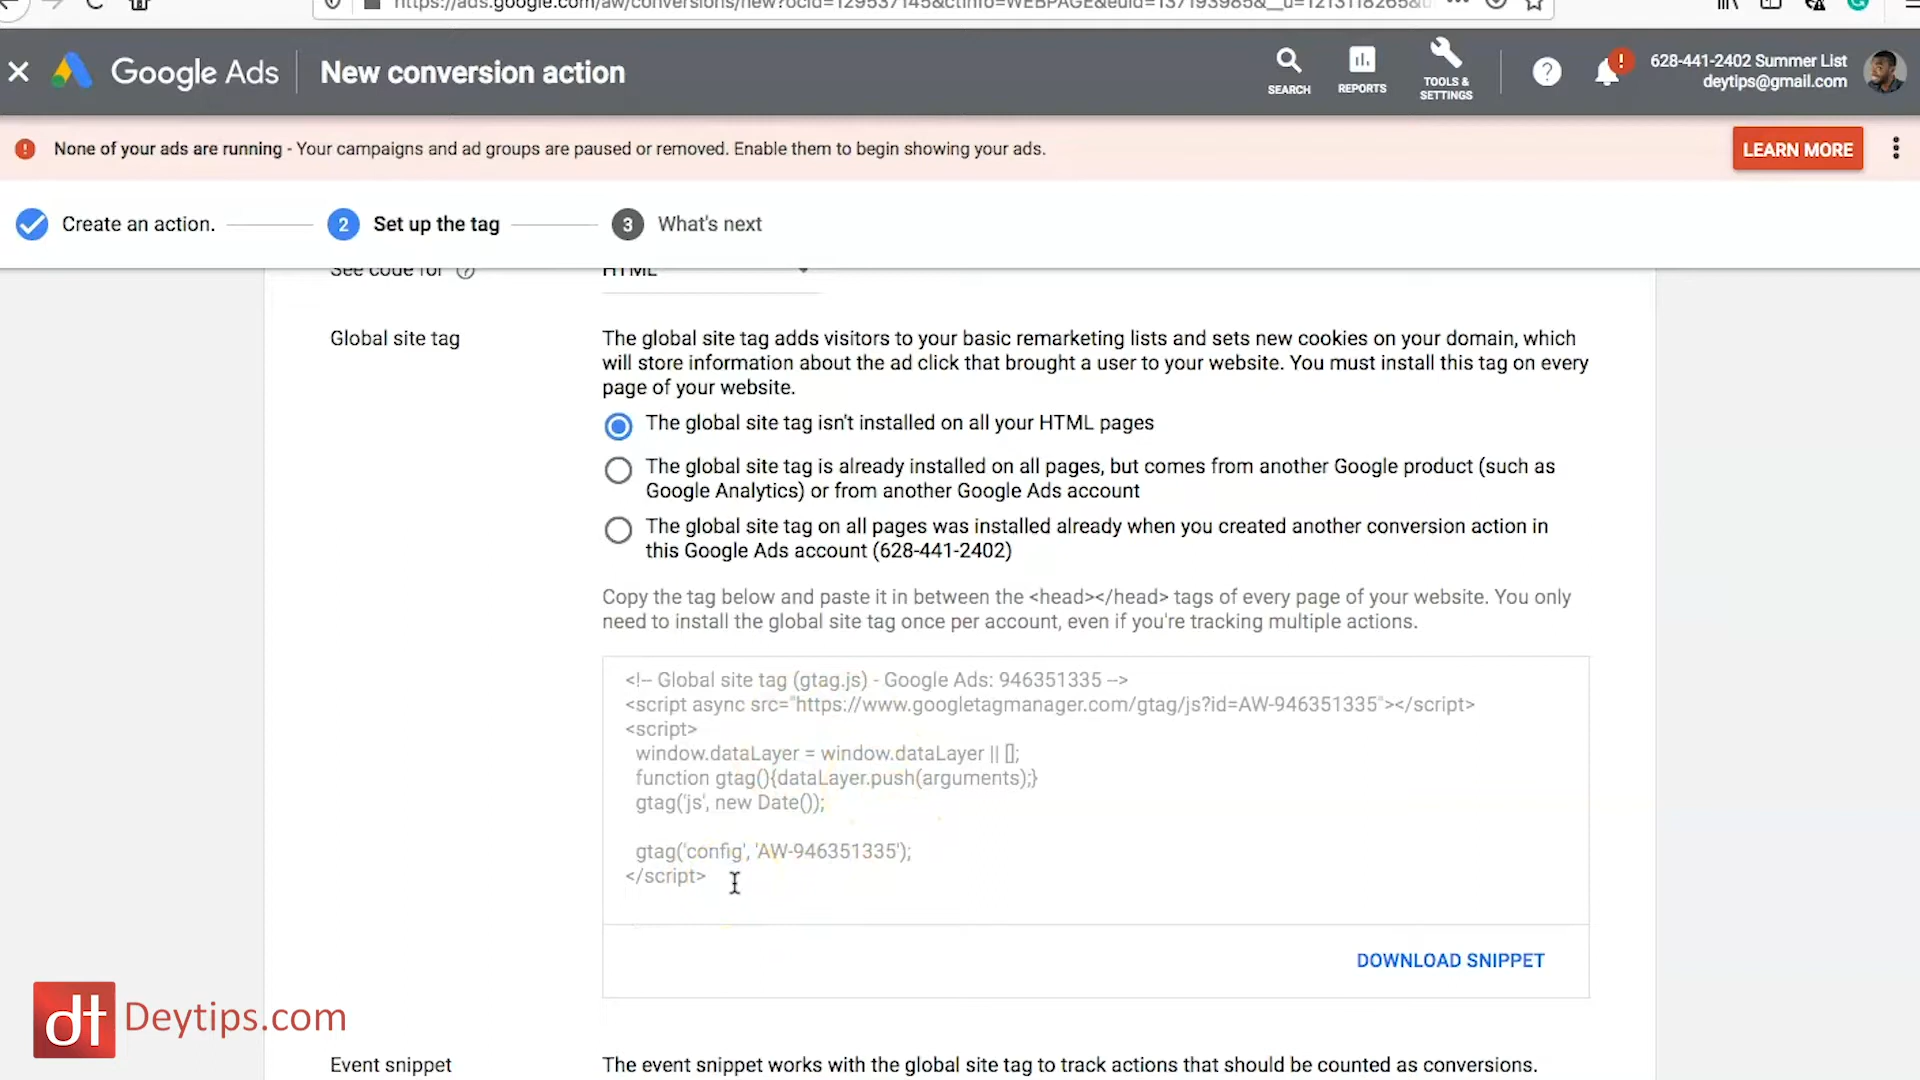 Google Ads
New conversion action
SEARCH
REPORTS
TOOLS &
SETTINGS
628-441-2402 Summer List
deytips@gmail.com
None of your ads are running - Your campaigns and ad groups are paused or removed. Enable them to begin showing your ads.
LEARN MORE
Create an action.
2 Set up the tag
3 What's next
See code for
HTML
Global site tag
The global site tag adds visitors to your basic remarketing lists and sets new cookies on your domain, which
will store information about the ad click that brought a user to your website. You must install this tag on every
page of your website.
The global site tag isn't installed on all your HTML pages
The global site tag is already installed on all pages, but comes from another Google product (such as
Google Analytics) or from another Google Ads account
The global site tag on all pages was installed already when you created another conversion action in
this Google Ads account (628-441-2402)
Copy the tag below and paste it in between the <head></head> tags of every page of your website. You only
need to install the global site tag once per account, even if you're tracking multiple actions.
<!-- Global site tag (gtag.js) - Google Ads: 946351335 -->
<script async src="https://www.googletagmanager.com/gtag/js?id=AW-946351335"></script>
<script>
window.dataLayer = window.dataLayer || [];
function gtag(){dataLayer.push(arguments);}
gtag('js', new Date());
gtag('config', 'AW-946351335');
</script>
DOWNLOAD SNIPPET
dt Deytips.com
Event snippet
The event snippet works with the global site tag to track actions that should be counted as conversions.